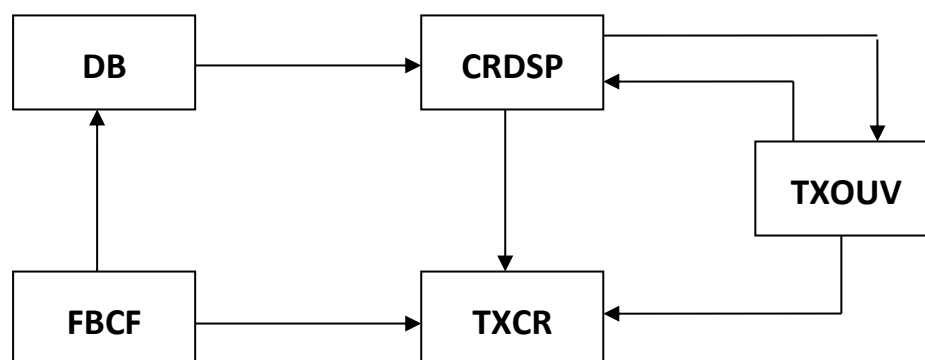 DB
CRDSP
TXOUV
FBCF
TXCR